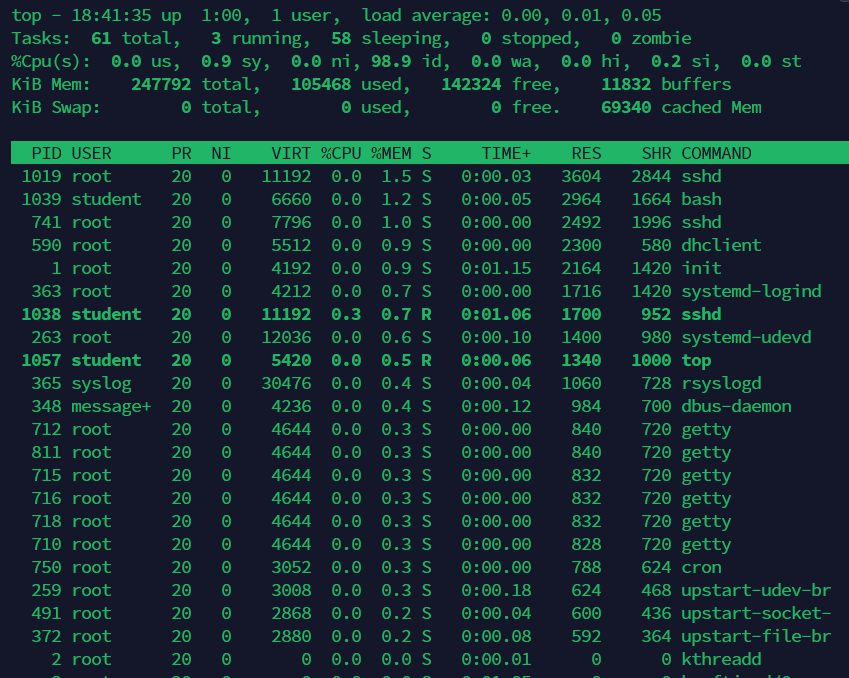 top - 18:41:35 up  1:00,  1 user,  load average: 0.00, 0.01, 0.05
Tasks:  61 total,   3 running,  58 sleeping,   0 stopped,   0 zombie
%Cpu(s):  0.0 us,  0.9 sy,  0.0 ni, 98.9 id,  0.0 wa,  0.0 hi,  0.2 si,  0.0 st
KiB Mem:    247792 total,   105468 used,   142324 free,    11832 buffers
KiB Swap:        0 total,        0 used,        0 free.    69340 cached Mem
PID USER      PR  NI    VIRT %CPU %MEM S     TIME+    RES    SHR COMMAND
1019 root      20   0   11192  0.0  1.5 S   0:00.03   3604   2844 sshd
1039 student   20   0    6660  0.0  1.2 S   0:00.05   2964   1664 bash
741 root      20   0    7796  0.0  1.0 S   0:00.00   2492   1996 sshd
590 root      20   0    5512  0.0  0.9 S   0:00.00   2300    580 dhclient
1 root      20   0    4192  0.0  0.9 S   0:01.15   2164   1420 init
363 root      20   0    4212  0.0  0.7 S   0:00.00   1716   1420 systemd-logind
1038 student   20   0   11192  0.3  0.7 R   0:01.06   1700    952 sshd
263 root      20   0   12036  0.0  0.6 S   0:00.10   1400    980 systemd-udevd
1057 student   20   0    5420  0.0  0.5 R   0:00.06   1340   1000 top
365 syslog    20   0   30476  0.0  0.4 S   0:00.04   1060    728 rsyslogd
348 message+  20   0    4236  0.0  0.4 S   0:00.12    984    700 dbus-daemon
712 root      20   0    4644  0.0  0.3 S   0:00.00    840    720 getty
811 root      20   0    4644  0.0  0.3 S   0:00.00    840    720 getty
715 root      20   0    4644  0.0  0.3 S   0:00.00    832    720 getty
716 root      20   0    4644  0.0  0.3 S   0:00.00    832    720 getty
718 root      20   0    4644  0.0  0.3 S   0:00.00    832    720 getty
710 root      20   0    4644  0.0  0.3 S   0:00.00    828    720 getty
750 root      20   0    3052  0.0  0.3 S   0:00.00    788    624 cron
259 root      20   0    3008  0.0  0.3 S   0:00.18    624    468 upstart-udev-br
491 root      20   0    2868  0.0  0.2 S   0:00.04    600    436 upstart-socket-
372 root      20   0    2880  0.0  0.2 S   0:00.08    592    364 upstart-file-br
2 root      20   0       0  0.0  0.0 S   0:00.01      0      0 kthreadd